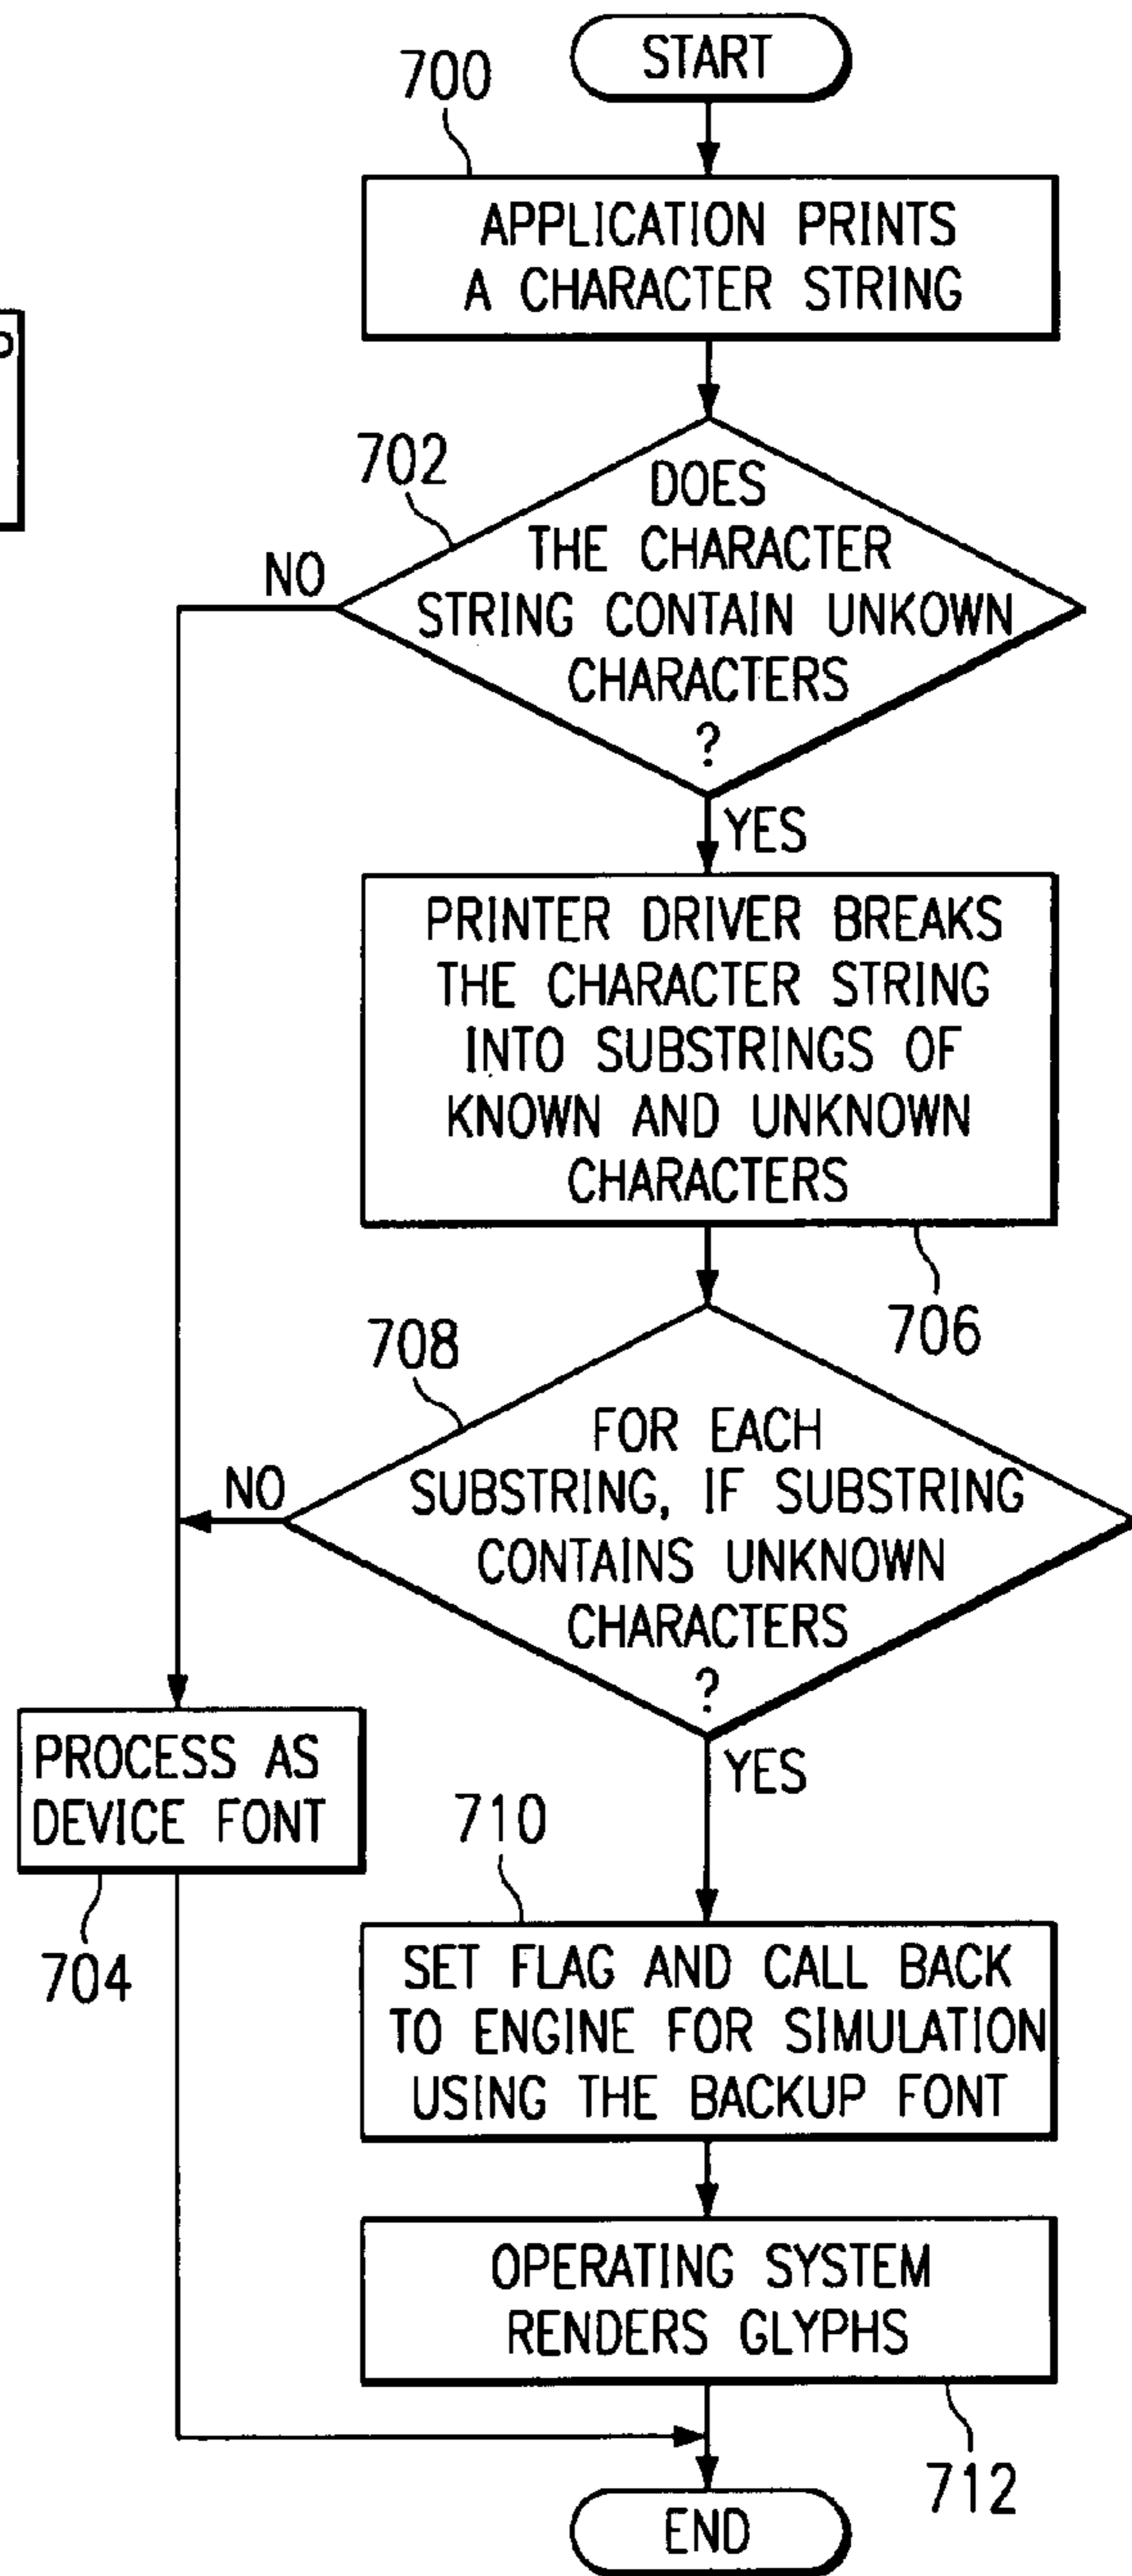 START
700
APPLICATION PRINTS
A CHARACTER STRING
702
DOES
THE CHARACTER
STRING CONTAIN UNKOWN
CHARACTERS
?
NO
YES
PRINTER DRIVER BREAKS
THE CHARACTER STRING
INTO SUBSTRINGS OF
KNOWN AND UNKNOWN
CHARACTERS
706
708
FOR EACH
SUBSTRING, IF SUBSTRING
CONTAINS UNKNOWN
CHARACTERS
?
NO
YES
PROCESS AS
DEVICE FONT
704
710
SET FLAG AND CALL BACK
TO ENGINE FOR SIMULATION
USING THE BACKUP FONT
OPERATING SYSTEM
RENDERS GLYPHS
712
END